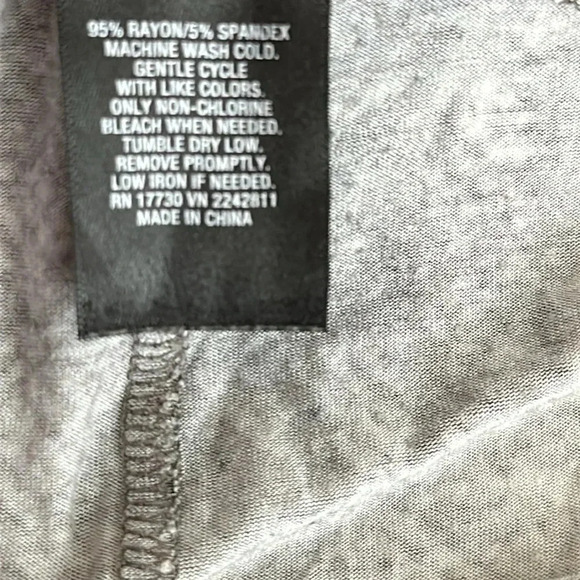 95% RAYON/5% SPANDEX
MACHINE WASH COLD.
GENTLE CYCLE
WITH LIKE COLORS.
ONLY NON-CHLORINE
BLEACH WHEN NEEDED.
TUMBLE DRY LOW.
REMOVE PROMPTLY.
LOW IRON IF NEEDED.
RN 17730 VN 2242811
MADE IN CHINA